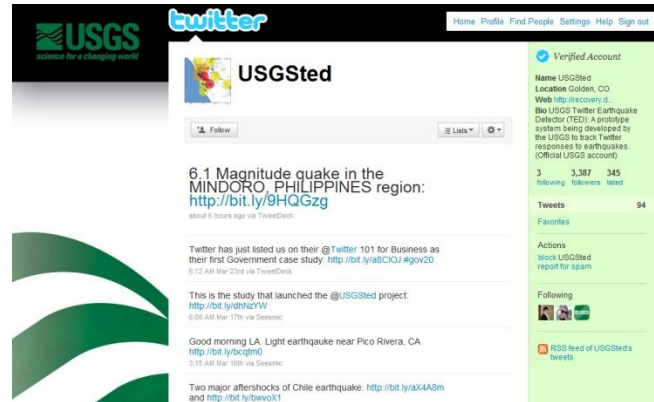 USGS
science for a changing world
twitter
Home Profile Find People Settings Help Sign out
USGSted
Follow
Lists
6.1 Magnitude quake in the
MINDORO, PHILIPPINES region:
http://bit.ly/9HQGzg
about 6 hours ago via TweetDeck
Twitter has just listed us on their @Twitter 101 for Business as
their first Government case study: http://bit.ly/a8ClOJ #gov20
6:12 AM Mar 23rd via TweetDeck
This is the study that launched the @USGSted project:
http://bit.ly/dhNzYW
6:00 AM Mar 17th via Seesmic
Good morning LA. Light earthqauke near Pico Rivera, CA
http://bit.ly/bcqtm0
3:15 AM Mar 16th via Seesmic
Two major aftershocks of Chile earthquake: http://bit.ly/aX4A8m
and http://bit.ly/bwvoX1
Verified Account
Name USGSted
Location Golden, CO
Web http://recovery.d...
Bio USGS Twitter Earthquake
Detector (TED): A prototype
system being developed by
the USGS to track Twitter
responses to earthquakes.
(Official USGS account)
3 3,387 345
following followers listed
Tweets 94
Favorites
Actions
block USGSted
report for spam
Following
RSS feed of USGSted's
tweets